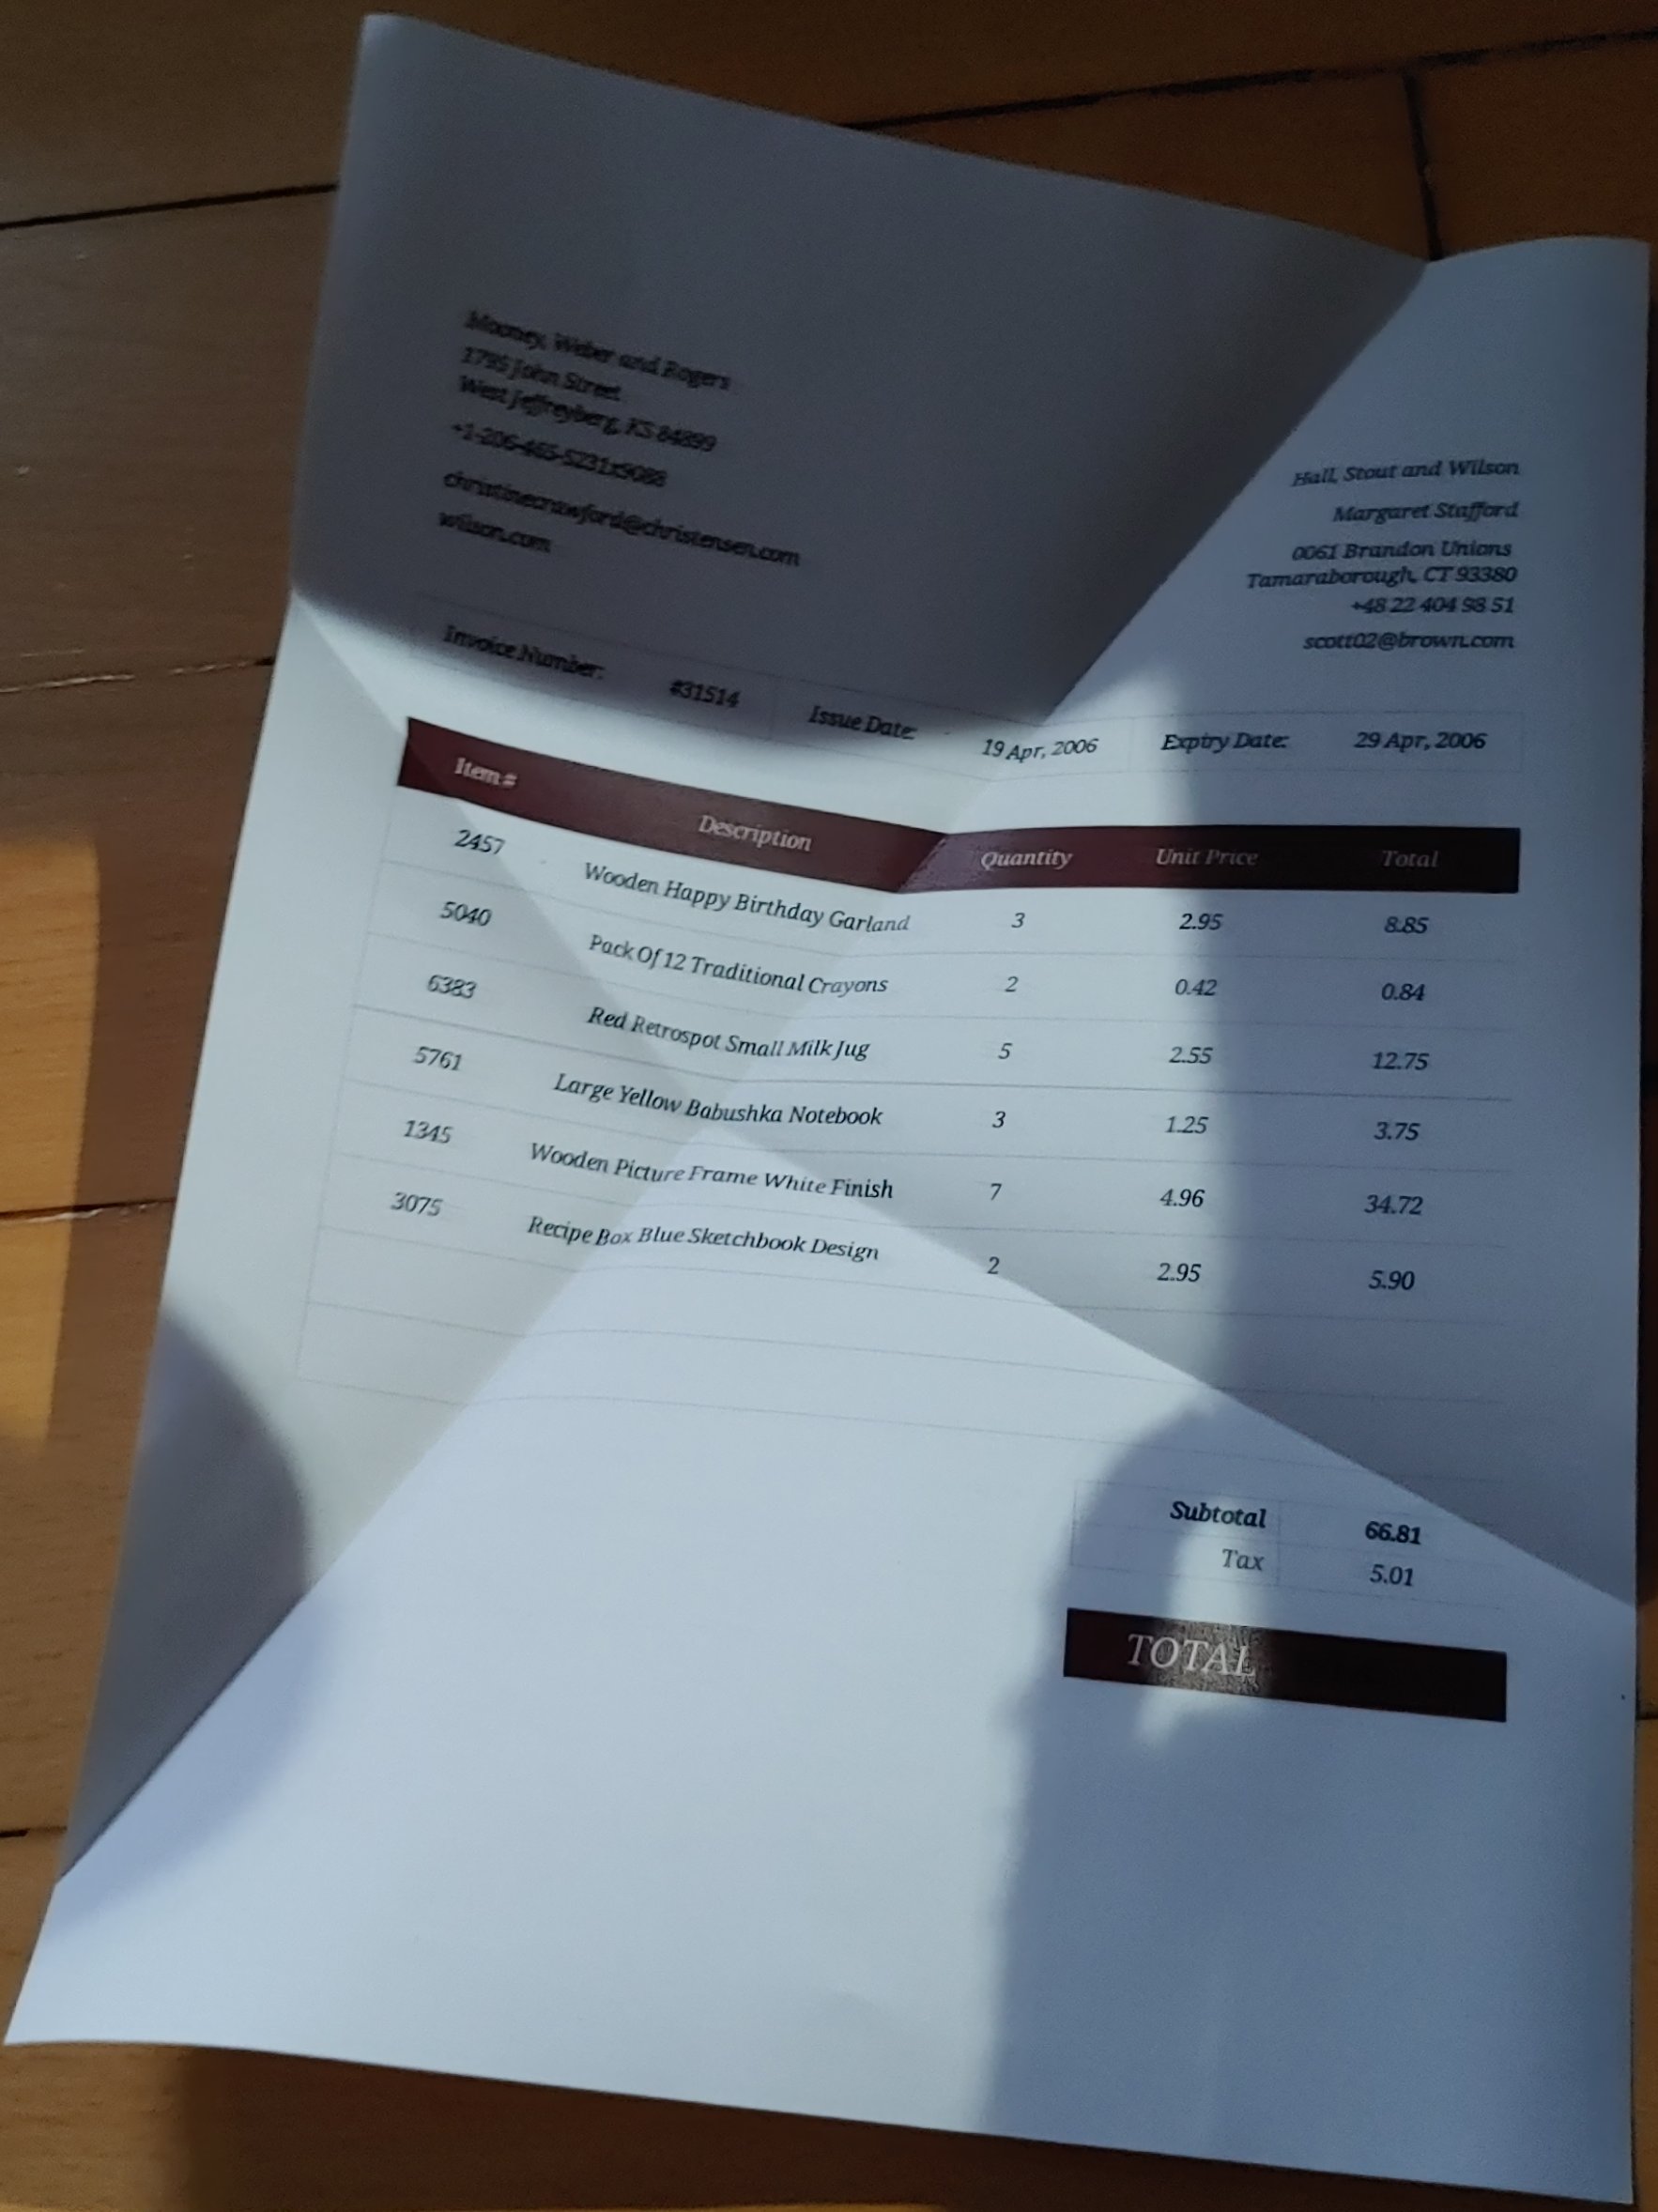 Mooney, Weber and Rogers
1795 John Street
West Jeffreyberg, KS 84899
+1-206-465-5231x9088
christinecrawford@christensen.com
wilson.com
Hall, Stout and Wilson
Margaret Stafford
0061 Brandon Unions
Tamaraborough, CT 93380
+48 22 404 98 51
scott02@brown.com
Invoice Number: #31514 Issue Date: 19 Apr, 2006 Expiry Date: 29 Apr, 2006
Item # Description Quantity Unit Price Total
2457 Wooden Happy Birthday Garland 3 2.95 8.85
5040 Pack Of 12 Traditional Crayons 2 0.42 0.84
6383 Red Retrospot Small Milk Jug 5 2.55 12.75
5761 Large Yellow Babushka Notebook 3 1.25 3.75
1345 Wooden Picture Frame White Finish 7 4.96 34.72
3075 Recipe Box Blue Sketchbook Design 2 2.95 5.90
Subtotal 66.81
Tax 5.01
TOTAL